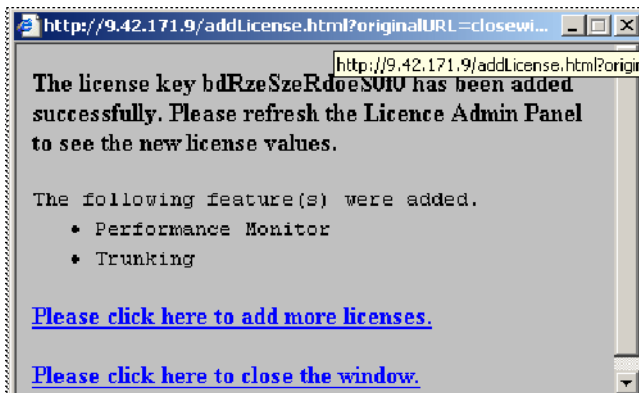 http://9.42.171.9/addLicense.html?originalURL=closewi...
http://9.42.171.9/addLicense.html?origi
The license key has been added
successfully. Please refresh the Licence Admin Panel
to see the new license values.
The following feature(s) were added.
• Performance Monitor
• Trunking
Please click here to add more licenses.
Please click here to close the window.